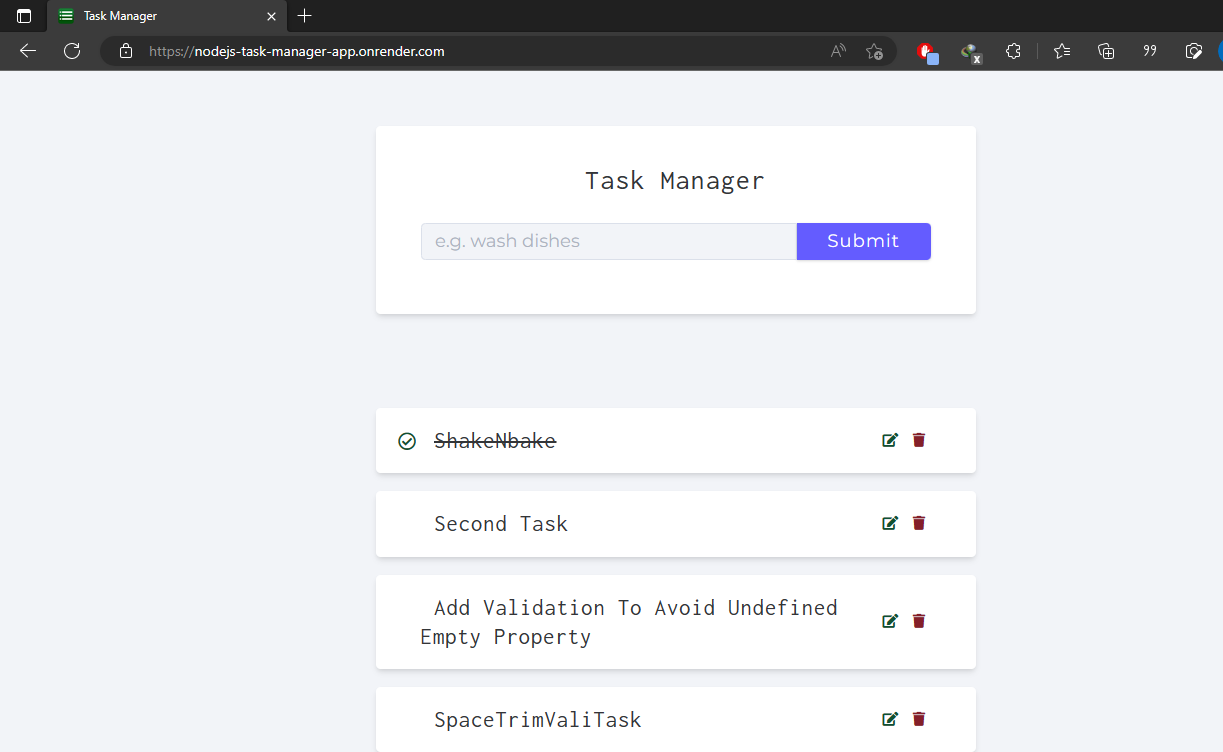 Task Manager
https://nodejs-task-manager-app.onrender.com
Task Manager
e.g. wash dishes
Submit
ShakeNbake
Second Task
Add Validation To Avoid Undefined
Empty Property
SpaceTrimValiTask